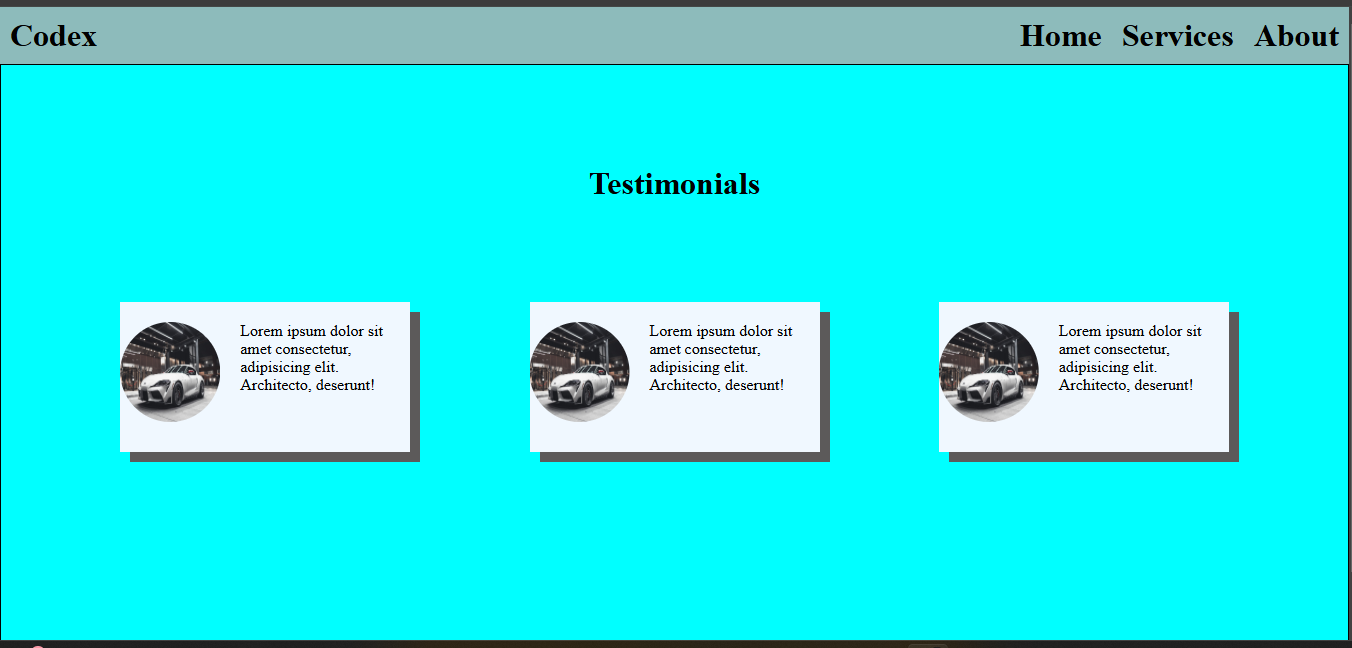 Codex
Home Services About
Testimonials
Lorem ipsum dolor sit
amet consectetur,
adipisicing elit.
Architecto, deserunt!
Lorem ipsum dolor sit
amet consectetur,
adipisicing elit.
Architecto, deserunt!
Lorem ipsum dolor sit
amet consectetur,
adipisicing elit.
Architecto, deserunt!